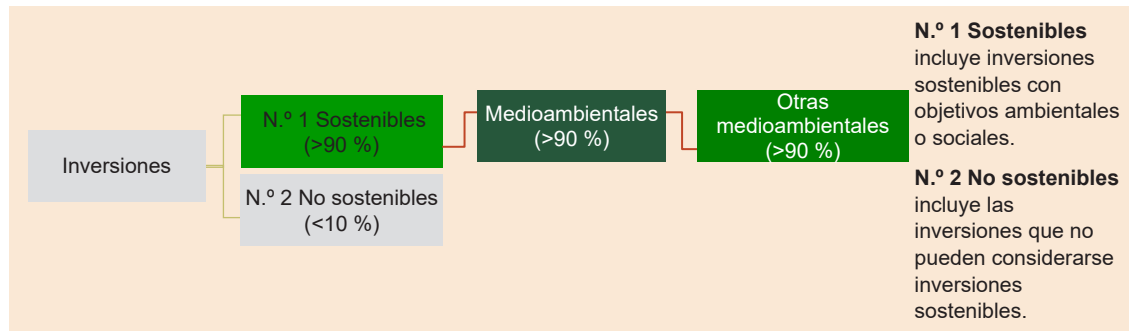 Inversiones
N.º 1 Sostenibles
(>90 %)
N.º 2 No sostenibles
(<10 %)
Medioambientales
(>90 %)
Otras
medioambientales
(>90 %)
N.º 1 Sostenibles
incluye inversiones
sostenibles con
objetivos ambientales
o sociales.
N.º 2 No sostenibles
incluye las
inversiones que no
pueden considerarse
inversiones
sostenibles.